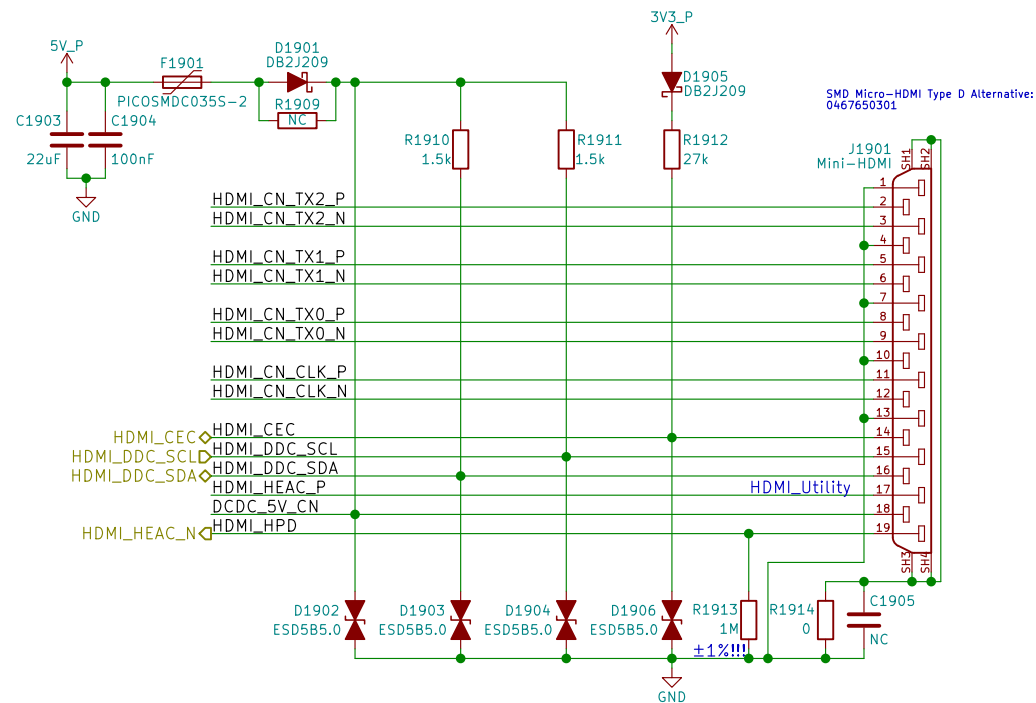 3V3_P
5V_P
D1901
DB2J209
F1901
D1905
DB2J209
SMD Micro-HDMI Type D Alternative:
0467650301
PICOSMDC035S-2
R1909
NC
C1903
C1904
22uF
100nF
R1910
1.5k
R1911
1.5k
R1912
27k
J1901
Mini-HDMI
SH1
SH2
GND
HDMI_CN_TX2_P
HDMI_CN_TX2_N
HDMI_CN_TX1_P
HDMI_CN_TX1_N
HDMI_CN_TX0_P
HDMI_CN_TX0_N
HDMI_CN_CLK_P
HDMI_CN_CLK_N
HDMI_CEC
HDMI_CEC
HDMI_DDC_SCL
HDMI_DDC_SCL
HDMI_DDC_SDA
HDMI_DDC_SDA
HDMI_HEAC_P
HDMI_Utility
DCDC_5V_CN
HDMI_HEAC_N
HDMI_HPD
1
2
3
4
5
6
7
8
9
10
11
12
13
14
15
16
17
18
19
SH3
SH4
D1902
ESD5B5.0
D1903
ESD5B5.0
D1904
ESD5B5.0
D1906
ESD5B5.0
R1913
1M
±1%!!!
R1914
0
C1905
NC
GND